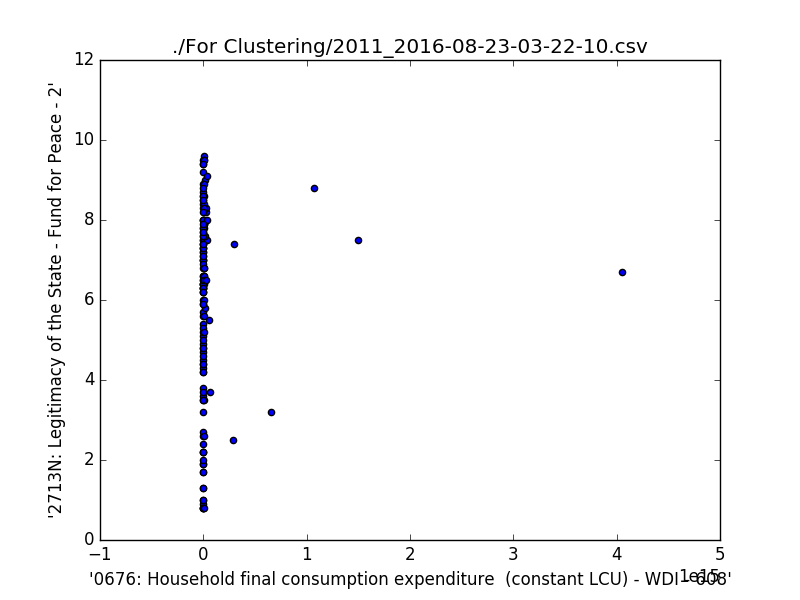 ./For Clustering/2011_2016-08-23-03-22-10.csv
12
10
8
6
4
2
0
'2713N: Legitimacy of the State - Fund for Peace - 2'
−1 0 1 2 3 4 5
1e15
'0676: Household final consumption expenditure  (constant LCU) - WDI - 608'